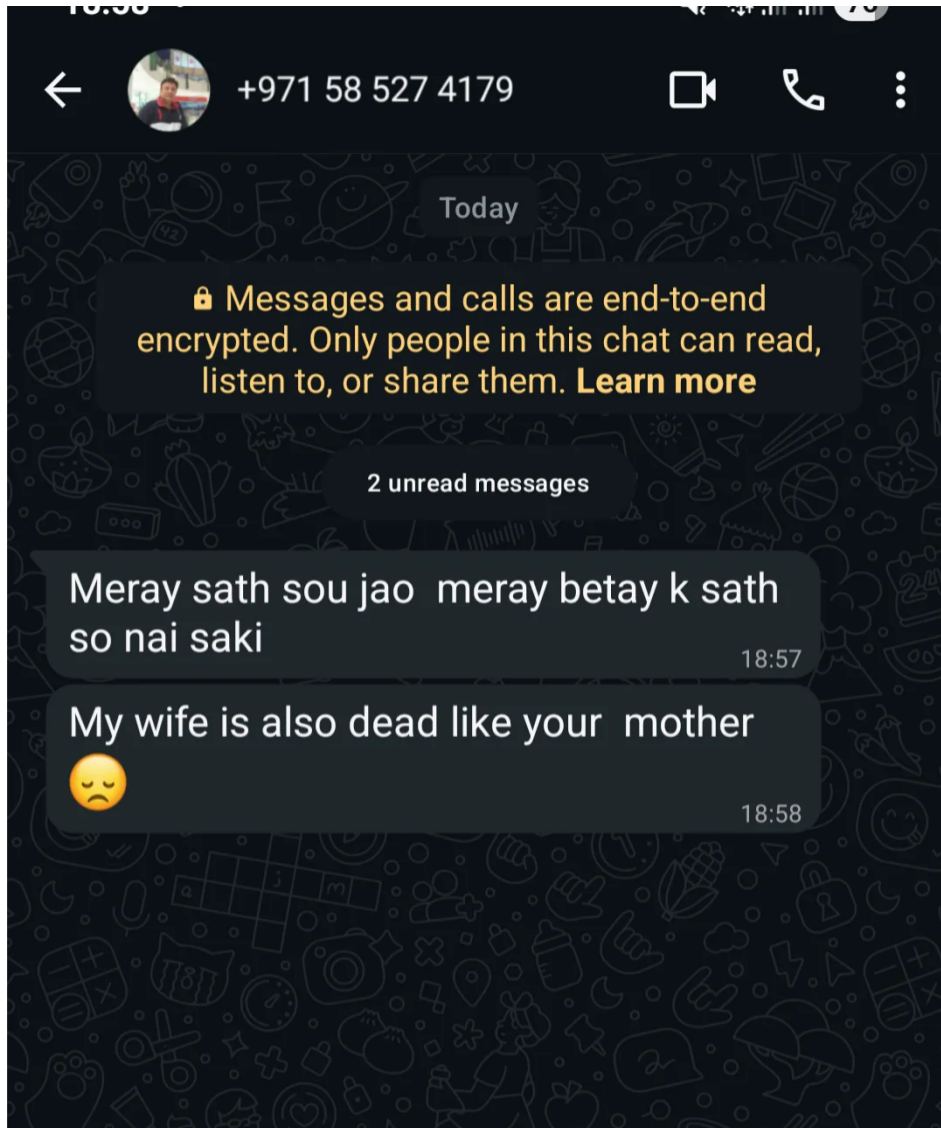 +971 58 527 4179
Today
Messages and calls are end-to-end
encrypted. Only people in this chat can read,
listen to, or share them. Learn more
2 unread messages
Meray sath sou jao meray betay k sath
so nai saki
18:57
My wife is also dead like your mother
18:58